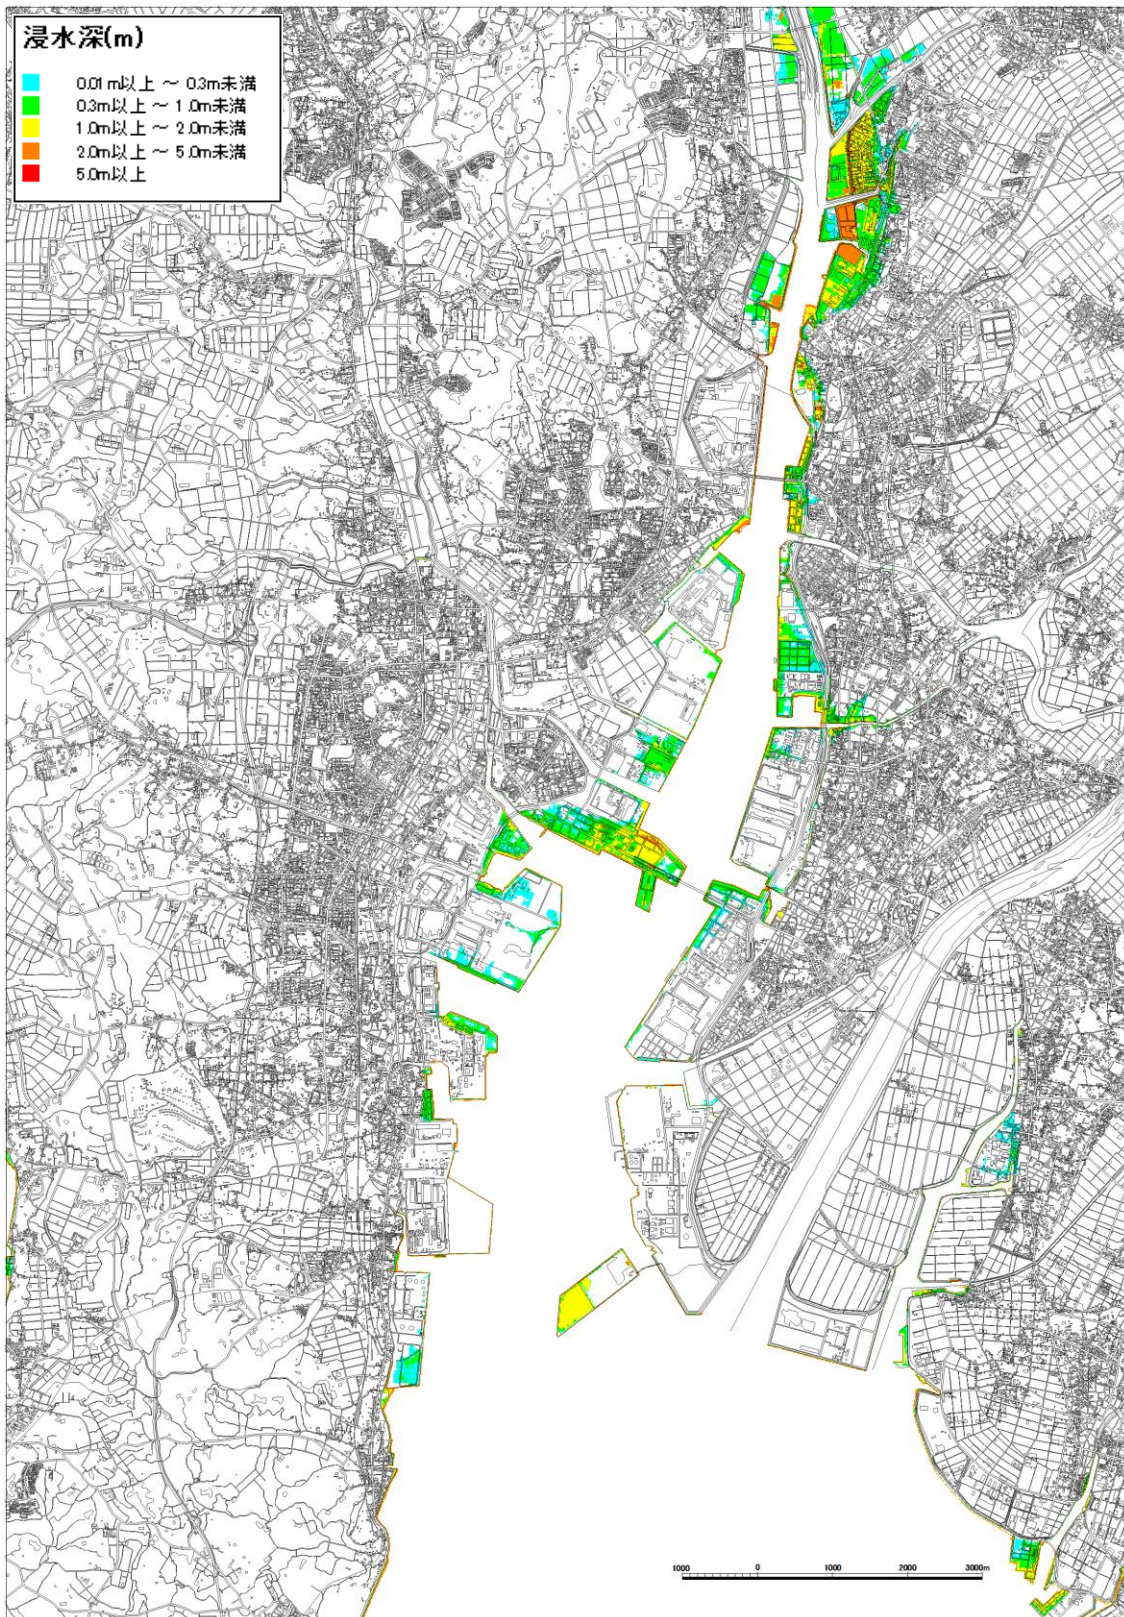 浸水深(m)
0.01m以上 ~ 0.3m未満
0.3m以上 ~ 1.0m未満
1.0m以上 ~ 2.0m未満
2.0m以上 ~ 5.0m未満
5.0m以上
1000 0 1000 2000 3000m